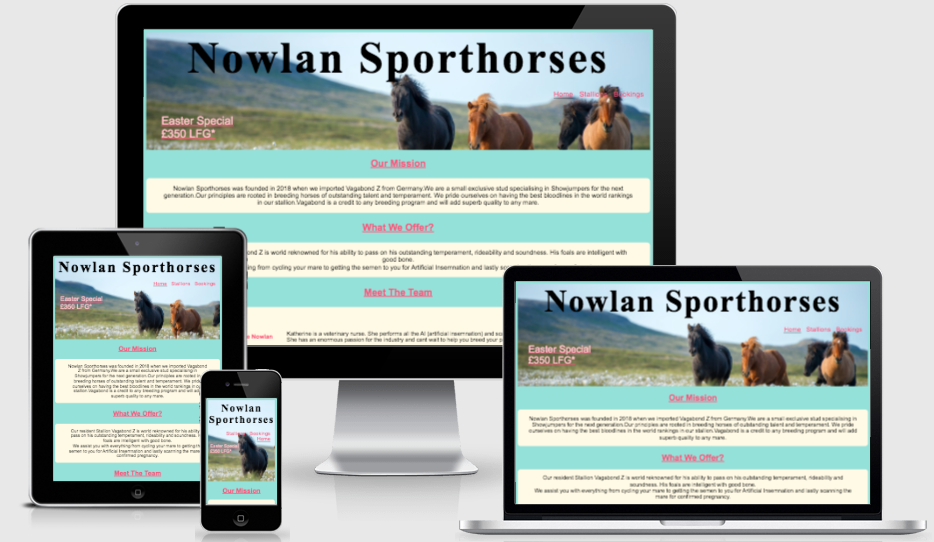 Nowlan Sporthorses
Home Stallions Bookings
Easter Special
£350 LFG*
Our Mission
Nowlan Sporthorses was founded in 2018 when we imported Vagabond Z from Germany.We are a small exclusive stud specialising in Showjumpers for the next
generation.Our principles are rooted in breeding horses of outstanding talent and temperament. We pride ourselves on having the best bloodlines in the world rankings
in our stallion.Vagabond is a credit to any breeding program and will add superb quality to any mare.
What We Offer?
ond Z is world reknowned for his ability to pass on his outstanding temperament, rideability and soundness. His foals are intelligent with
good bone.
ing from cycling your mare to getting the semen to you for Artificial Insemnation and lastly
Meet The Team
Nowlan
Katherine is a veterinary nurse. She performs all the AI (artificial insemnation) and
She has an enormous passion for the industry and cant wait to help you breed your
Nowlan Sporthorses
Home Stallions Bookings
Easter Special
£350 LFG*
Our Mission
Nowlan Sporthorses was founded in 2018 when we imported Vagabond
Z from Germany.We are a small exclusive stud specialising in
Showjumpers for the next generation.Our principles are rooted in
breeding horses of outstanding talent and temperament. We pride
ourselves on having the best bloodlines in the world rankings in our
stallion.Vagabond is a credit to any breeding program and will add
superb quality to any mare.
What We Offer?
Our resident Stallion Vagabond Z is world reknowned for his ability to
pass on his outstanding temperament, rideability and soundness. His
foals are intelligent with good bone.
We assist you with everything from cycling your mare to getting the
semen to you for Artificial Insemnation and lastly scanning the mare for
confirmed pregnancy.
Meet The Team
Nowlan
Sporthorses
Stallions Bookings
Home
Easter Special
£350 LFG*
Our Mission
Nowlan Sporthorses
Home Stallions Bookings
Easter Special
£350 LFG*
Our Mission
Nowlan Sporthorses was founded in 2018 when we imported Vagabond Z from Germany.We are a small exclusive stud specialising in
Showjumpers for the next generation.Our principles are rooted in breeding horses of outstanding talent and temperament. We pride
ourselves on having the best bloodlines in the world rankings in our stallion.Vagabond is a credit to any breeding program and will add
superb quality to any mare.
What We Offer?
Our resident Stallion Vagabond Z is world reknowned for his ability to pass on his outstanding temperament, rideability and
soundness. His foals are intelligent with good bone.
We assist you with everything from cycling your mare to getting the semen to you for Artificial Insemnation and lastly scanning the
mare for confirmed pregnancy.